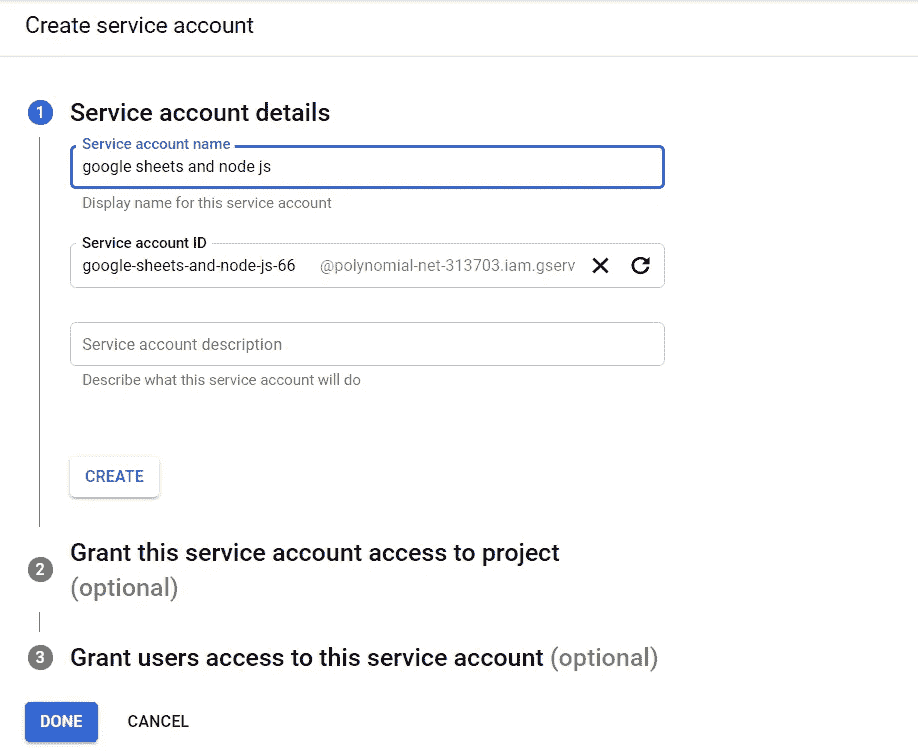 Create service account
1 Service account details
Service account name
google sheets and node js
Display name for this service account
Service account ID
google-sheets-and-node-js-66 @polynomial-net-313703.iam.gserv
Service account description
Describe what this service account will do
CREATE
2 Grant this service account access to project
(optional)
3 Grant users access to this service account (optional)
DONE CANCEL